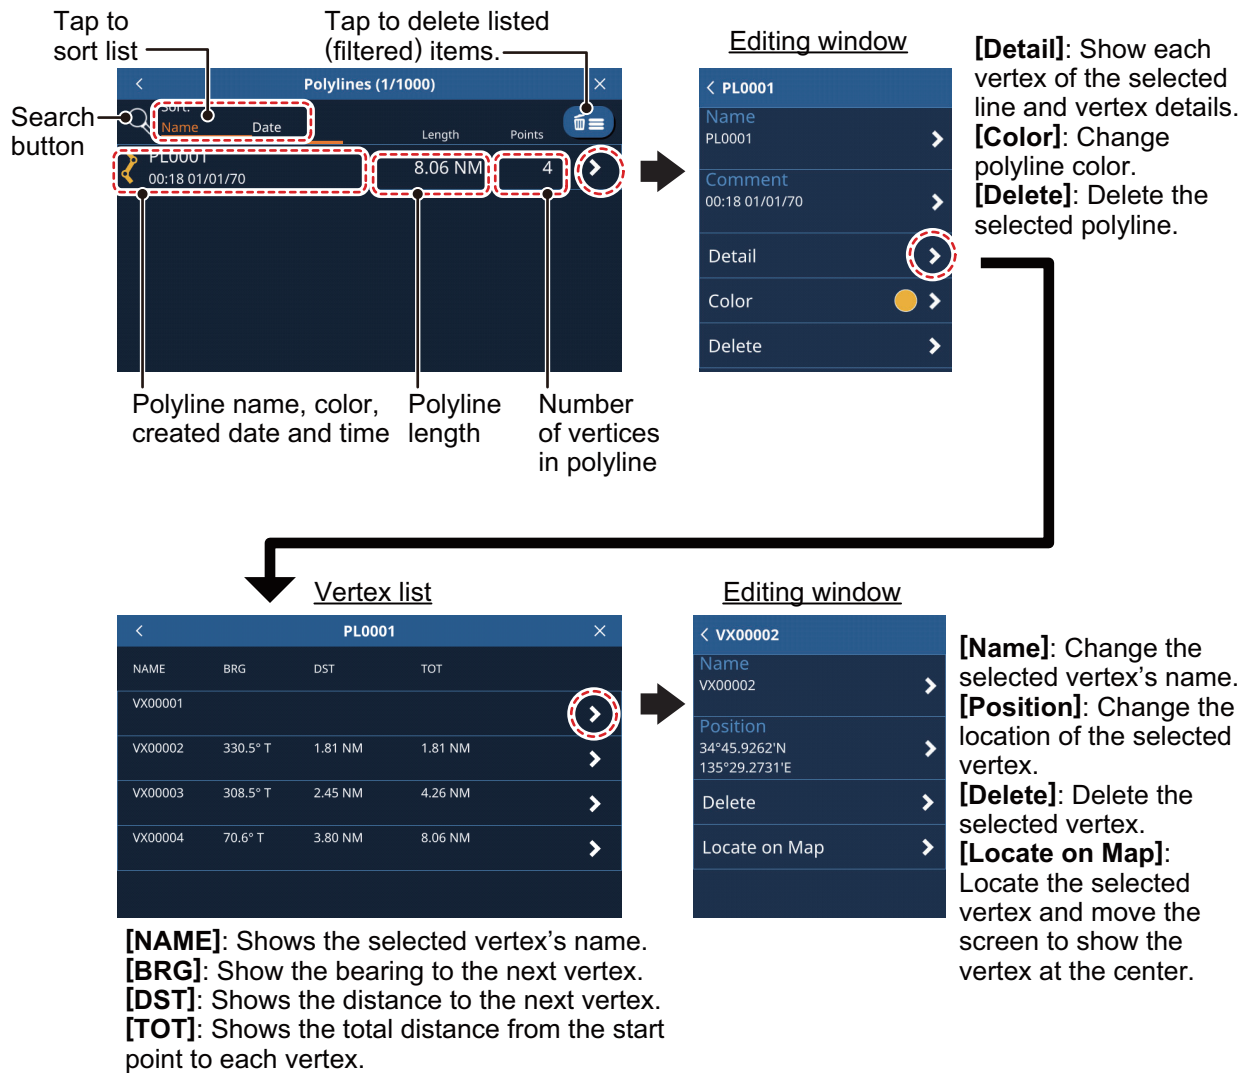 Tap to
sort list
Tap to delete listed
(filtered) items.
Search
button
< Polylines (1/1000) ×
Sort:
Name Date Length Points
PL0001
00:18 01/01/70
8.06 NM 4
Polyline name, color,
created date and time
Polyline
length
Number
of vertices
in polyline
Editing window
< PL0001
Name
PL0001
Comment
00:18 01/01/70
Detail
Color
Delete
[Detail]: Show each
vertex of the selected
line and vertex details.
[Color]: Change
polyline color.
[Delete]: Delete the
selected polyline.
Vertex list
< PL0001 ×
NAME BRG DST TOT
VX00001
VX00002 330.5° T 1.81 NM 1.81 NM
VX00003 308.5° T 2.45 NM 4.26 NM
VX00004 70.6° T 3.80 NM 8.06 NM
[NAME]: Shows the selected vertex's name.
[BRG]: Show the bearing to the next vertex.
[DST]: Shows the distance to the next vertex.
[TOT]: Shows the total distance from the start
point to each vertex.
Editing window
< VX00002
Name
VX00002
Position
34°45.9262'N
135°29.2731'E
Delete
Locate on Map
[Name]: Change the
selected vertex's name.
[Position]: Change the
location of the selected
vertex.
[Delete]: Delete the
selected vertex.
[Locate on Map]:
Locate the selected
vertex and move the
screen to show the
vertex at the center.